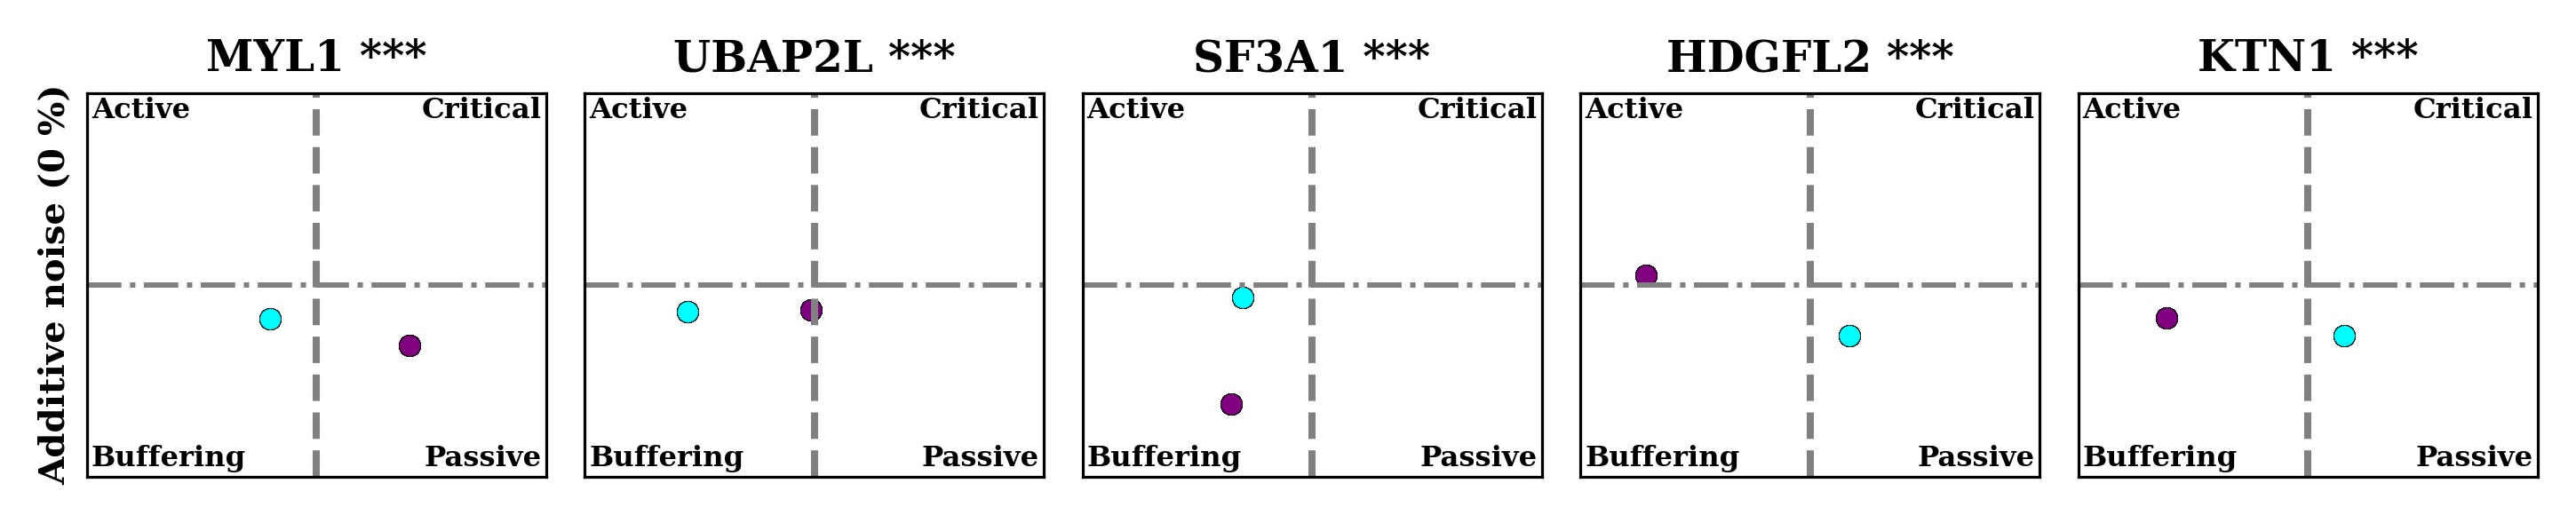 MYL1 ***
UBAP2L ***
SF3A1 ***
HDGFL2 ***
KTN1 ***
Additive noise (0 %)
Active
Critical
Buffering
Passive
Active
Critical
Buffering
Passive
Active
Critical
Buffering
Passive
Active
Critical
Buffering
Passive
Active
Critical
Buffering
Passive